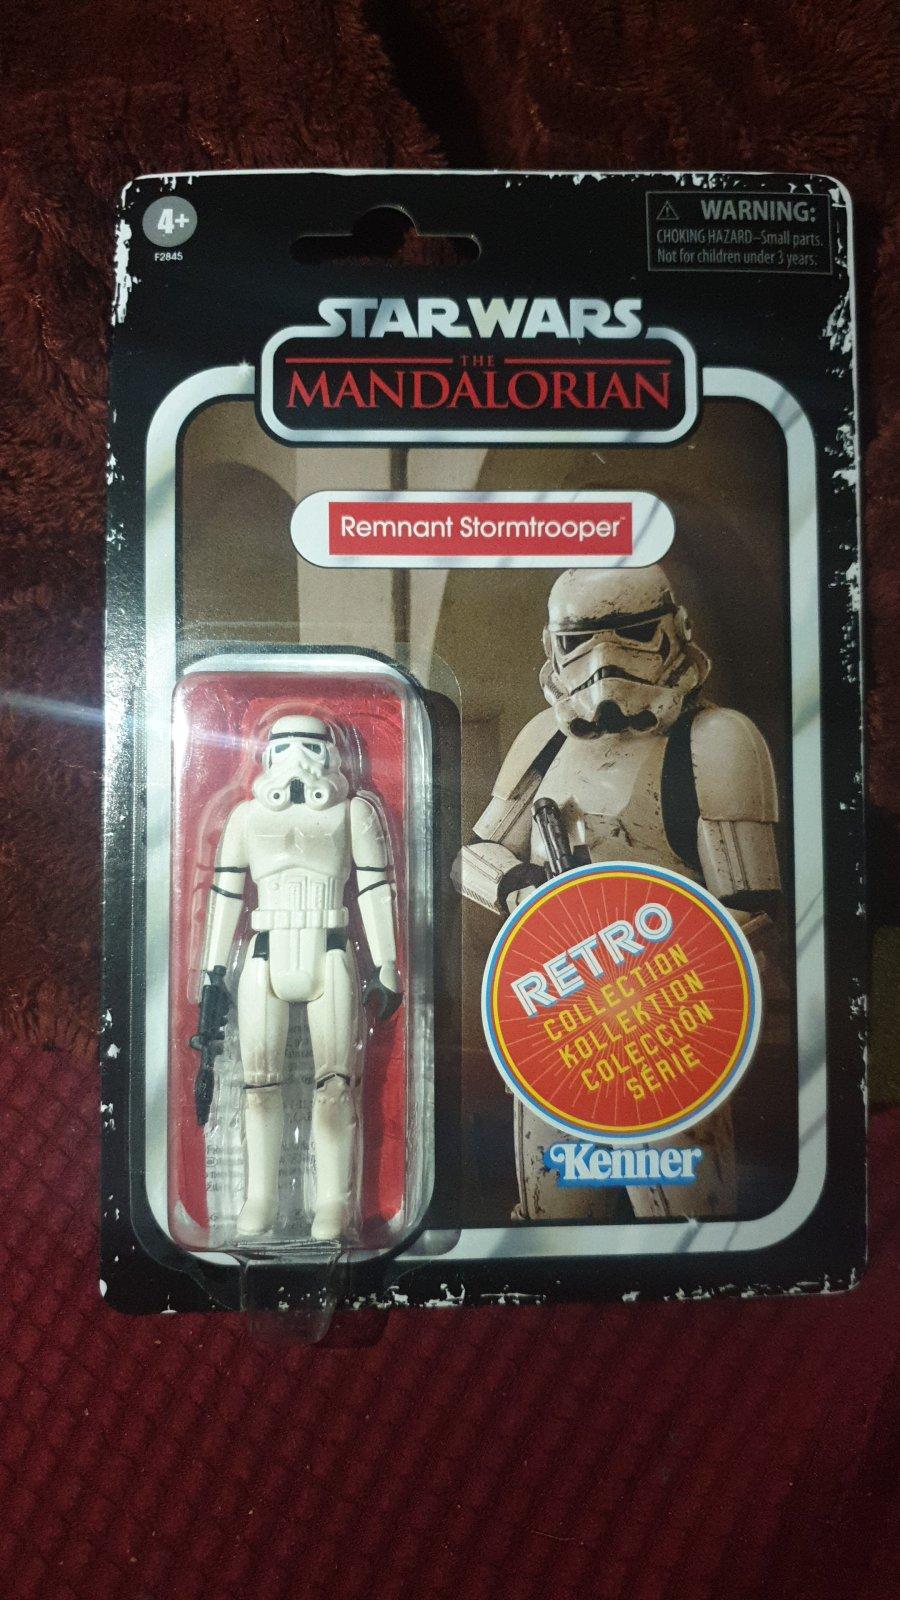 4+
F2845
⚠ WARNING:
CHOKING HAZARD–Small parts.
Not for children under 3 years.
STAR WARS
THE
MANDALORIAN
Remnant Stormtrooper™
RETRO
COLLECTION
KOLLEKTION
COLECCIÓN
SÉRIE
Kenner